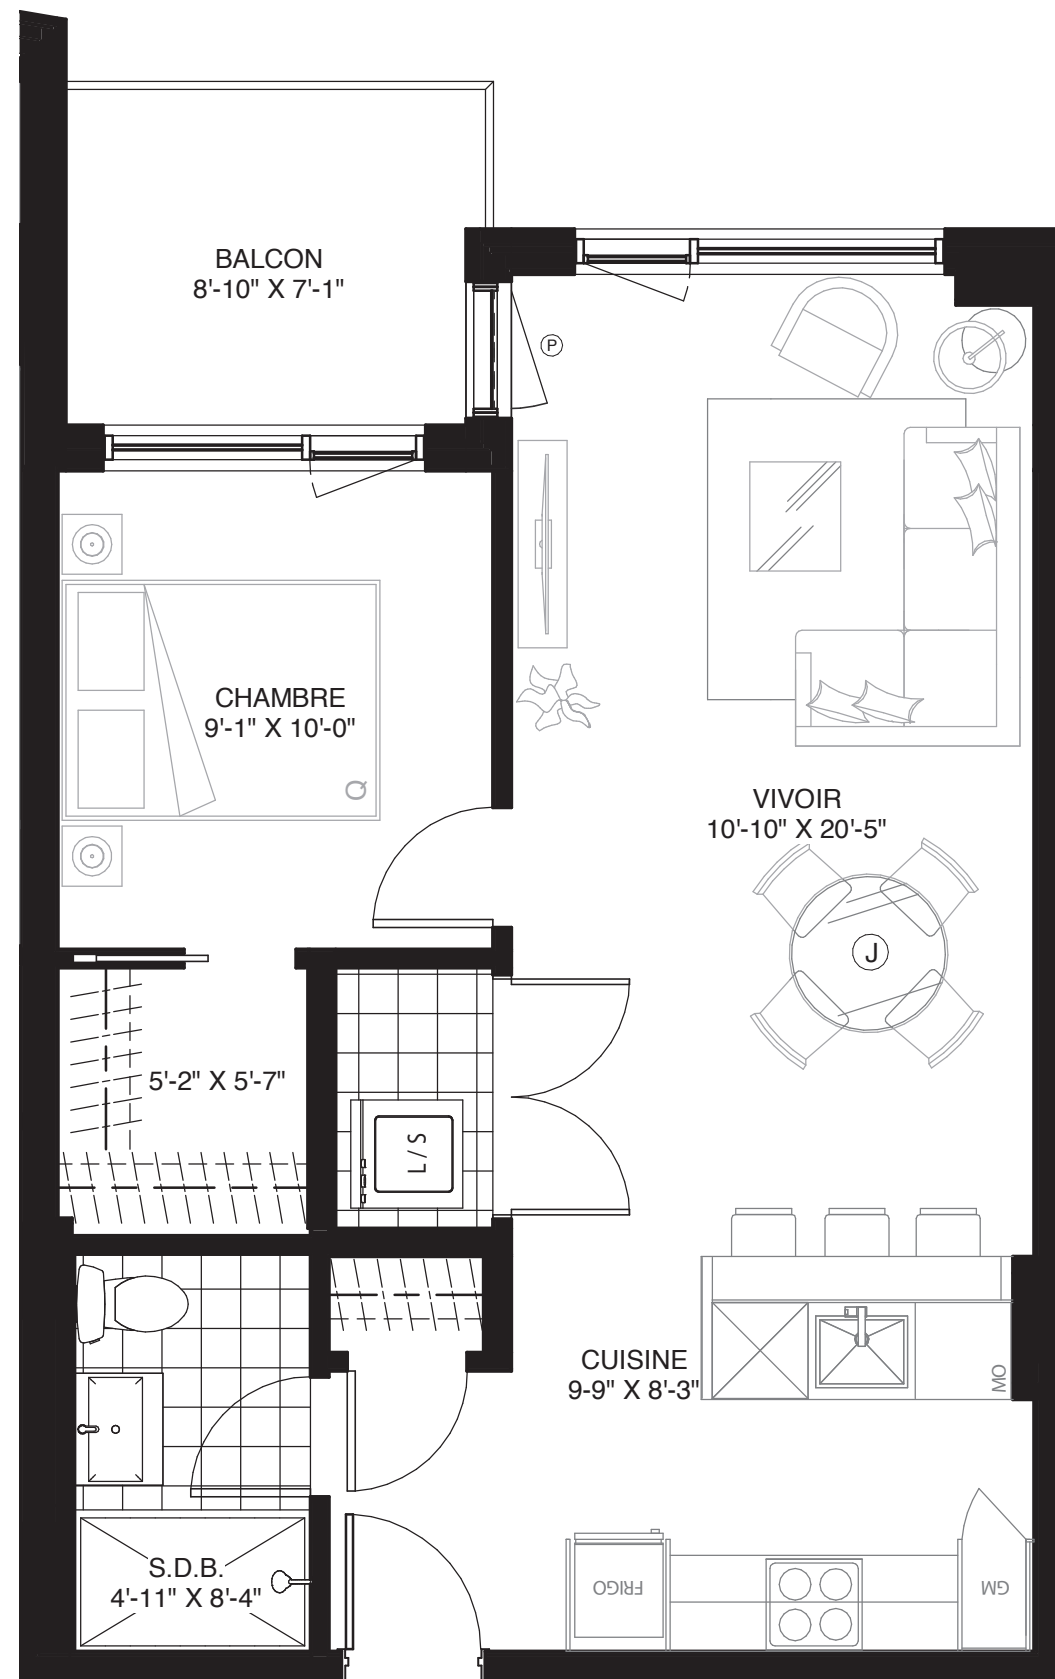 BALCON
8'-10" X 7'-1"
P
CHAMBRE
9'-1" X 10'-0"
Q
VIVOIR
10'-10" X 20'-5"
J
5'-2" X 5'-7"
L/S
CUISINE
9-9" X 8'-3"
MO
S.D.B.
4'-11" X 8'-4"
FRIGO
GM